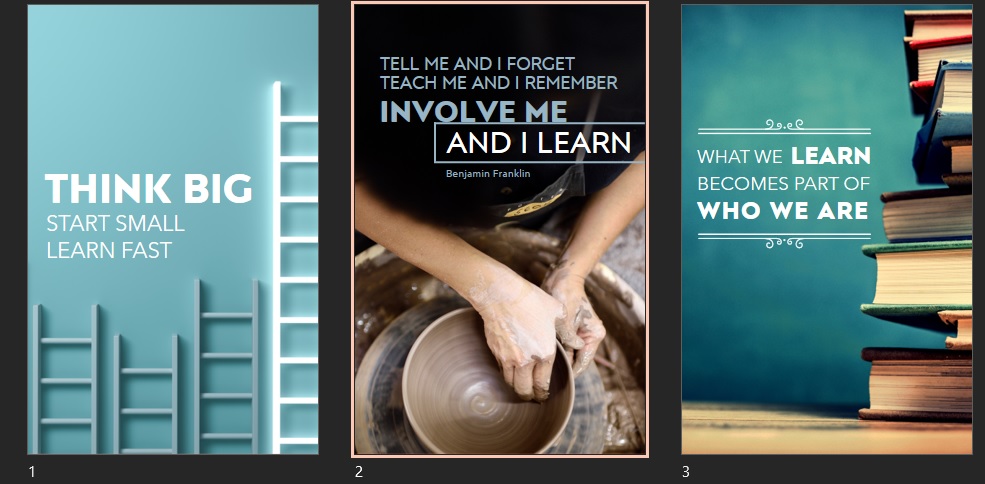 THINK BIG
START SMALL
LEARN FAST
1
TELL ME AND I FORGET
TEACH ME AND I REMEMBER
INVOLVE ME
AND I LEARN
Benjamin Franklin
2
WHAT WE LEARN
BECOMES PART OF
WHO WE ARE
3